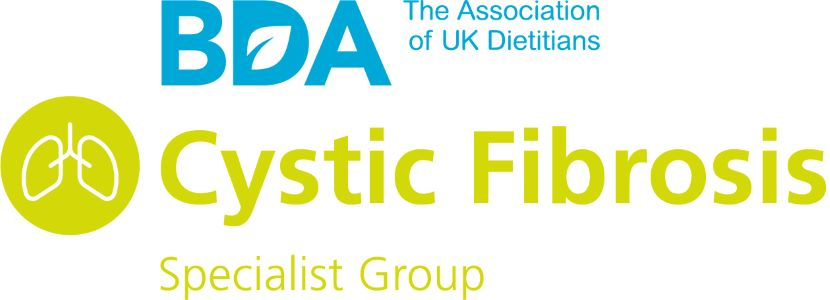 BDA
The Association
of UK Dietitians
Cystic Fibrosis
Specialist Group